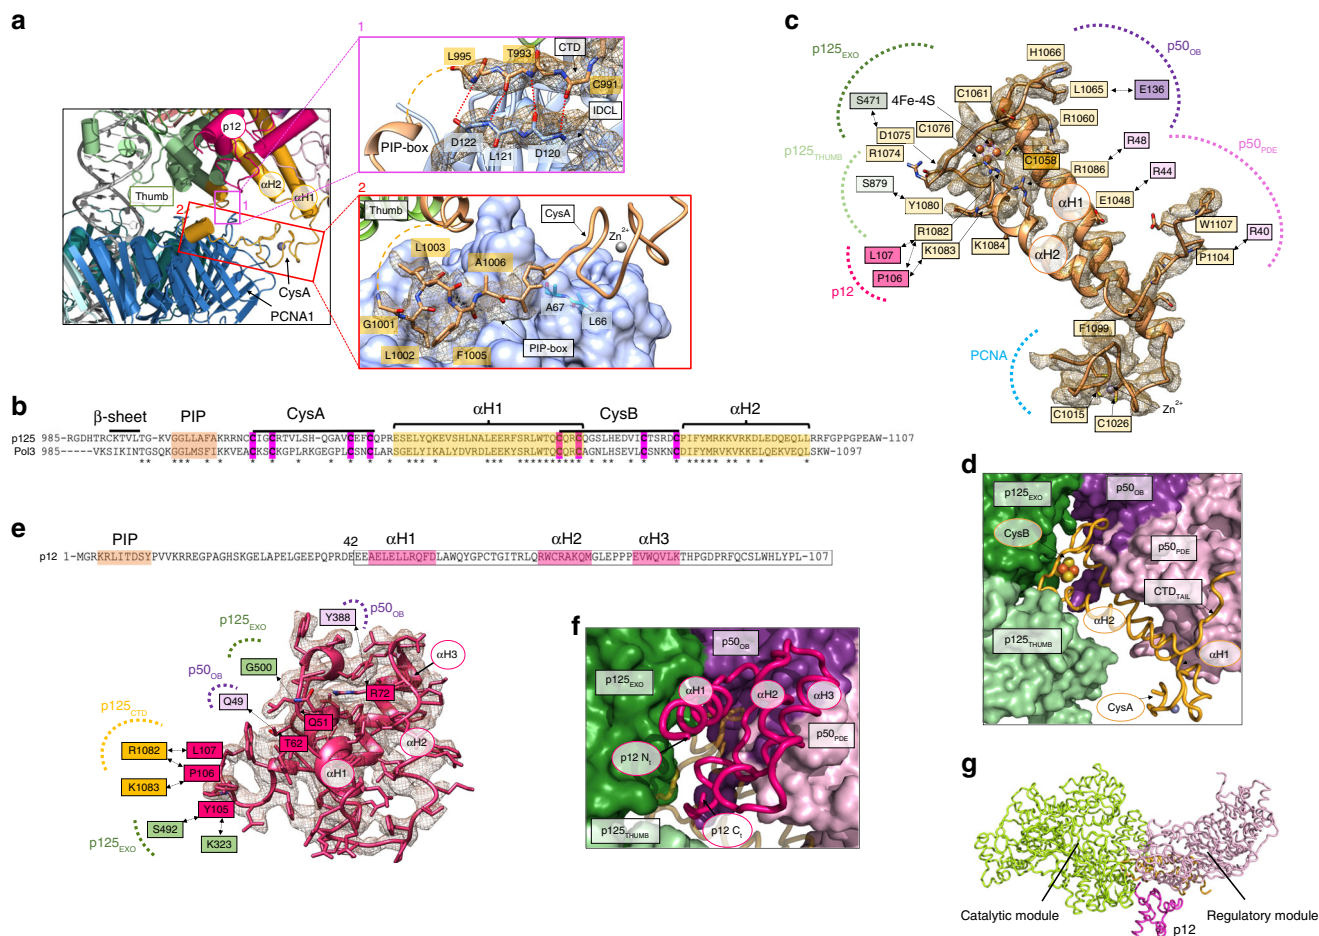 a
p12
αH2
αH1
Thumb
1
2
CysA
PCNA1
1
L995
T993
CTD
C991
IDCL
PIP-box
D122
L121
D120
2
Thumb
CysA
Zn2+
L1003
A1006
A67
L66
G1001
L1002
F1005
PIP-box
b
β-sheet
PIP
CysA
αH1
CysB
αH2
p125 985-RGDHTRCKTVLTG-KVGGLLAFAKRRNCCIGCRTVLSH-QGAVCEFCQPRESELYQKEVSHLNALEERFSRLWTQCQRCQGSLHEDVICTSRDCPIFYMRKKVRKDLEDQEQLLRRFGPPGPEAW-1107
Pol3 985-----VKSIKINTGSQKGGLMSFIKKVEACKSCKGPLRKGEGPLCSNCLARSGELYIKALYDVRDLEEKYSRLWTQCQRCAGNLHSEVLCSNKNCDIFYMRVKVKKELQEKVEQLSKW-1097
c
p125EXO
p50OB
H1066
L1065
E136
C1061
S471
4Fe-4S
R1060
D1075
C1076
p125THUMB
R1074
C1058
R48
p50PDE
R1086
R44
S879
E1048
Y1080
αH1
R1082
W1107
L107
K1084
R40
K1083
αH2
P1104
P106
p12
F1099
PCNA
C1015
C1026
Zn2+
d
p125EXO
p50OB
CysB
p50PDE
CTDTAIL
αH2
p125THUMB
αH1
CysA
e
PIP
42
αH1
αH2
αH3
p12 1-MGRKRLITDSYPVVKRREGPAGHSKGELAPELGEEPQPRDEEEAELELLRQFDLAWQYGPCTGITRLQRWCRAKQMGLEPPPEVWQVLKTHPGDPRFQCSLWHLYPL-107
p50OB
Y388
p125EXO
αH3
G500
p50OB
R72
Q49
Q51
p125CTD
T62
αH2
R1082
L107
αH1
P106
K1083
Y105
S492
p125EXO
K323
f
p50OB
p125EXO
αH1
αH2
αH3
p50PDE
p12 Nt
p125THUMB
p12 Ct
g
Catalytic module
Regulatory module
p12